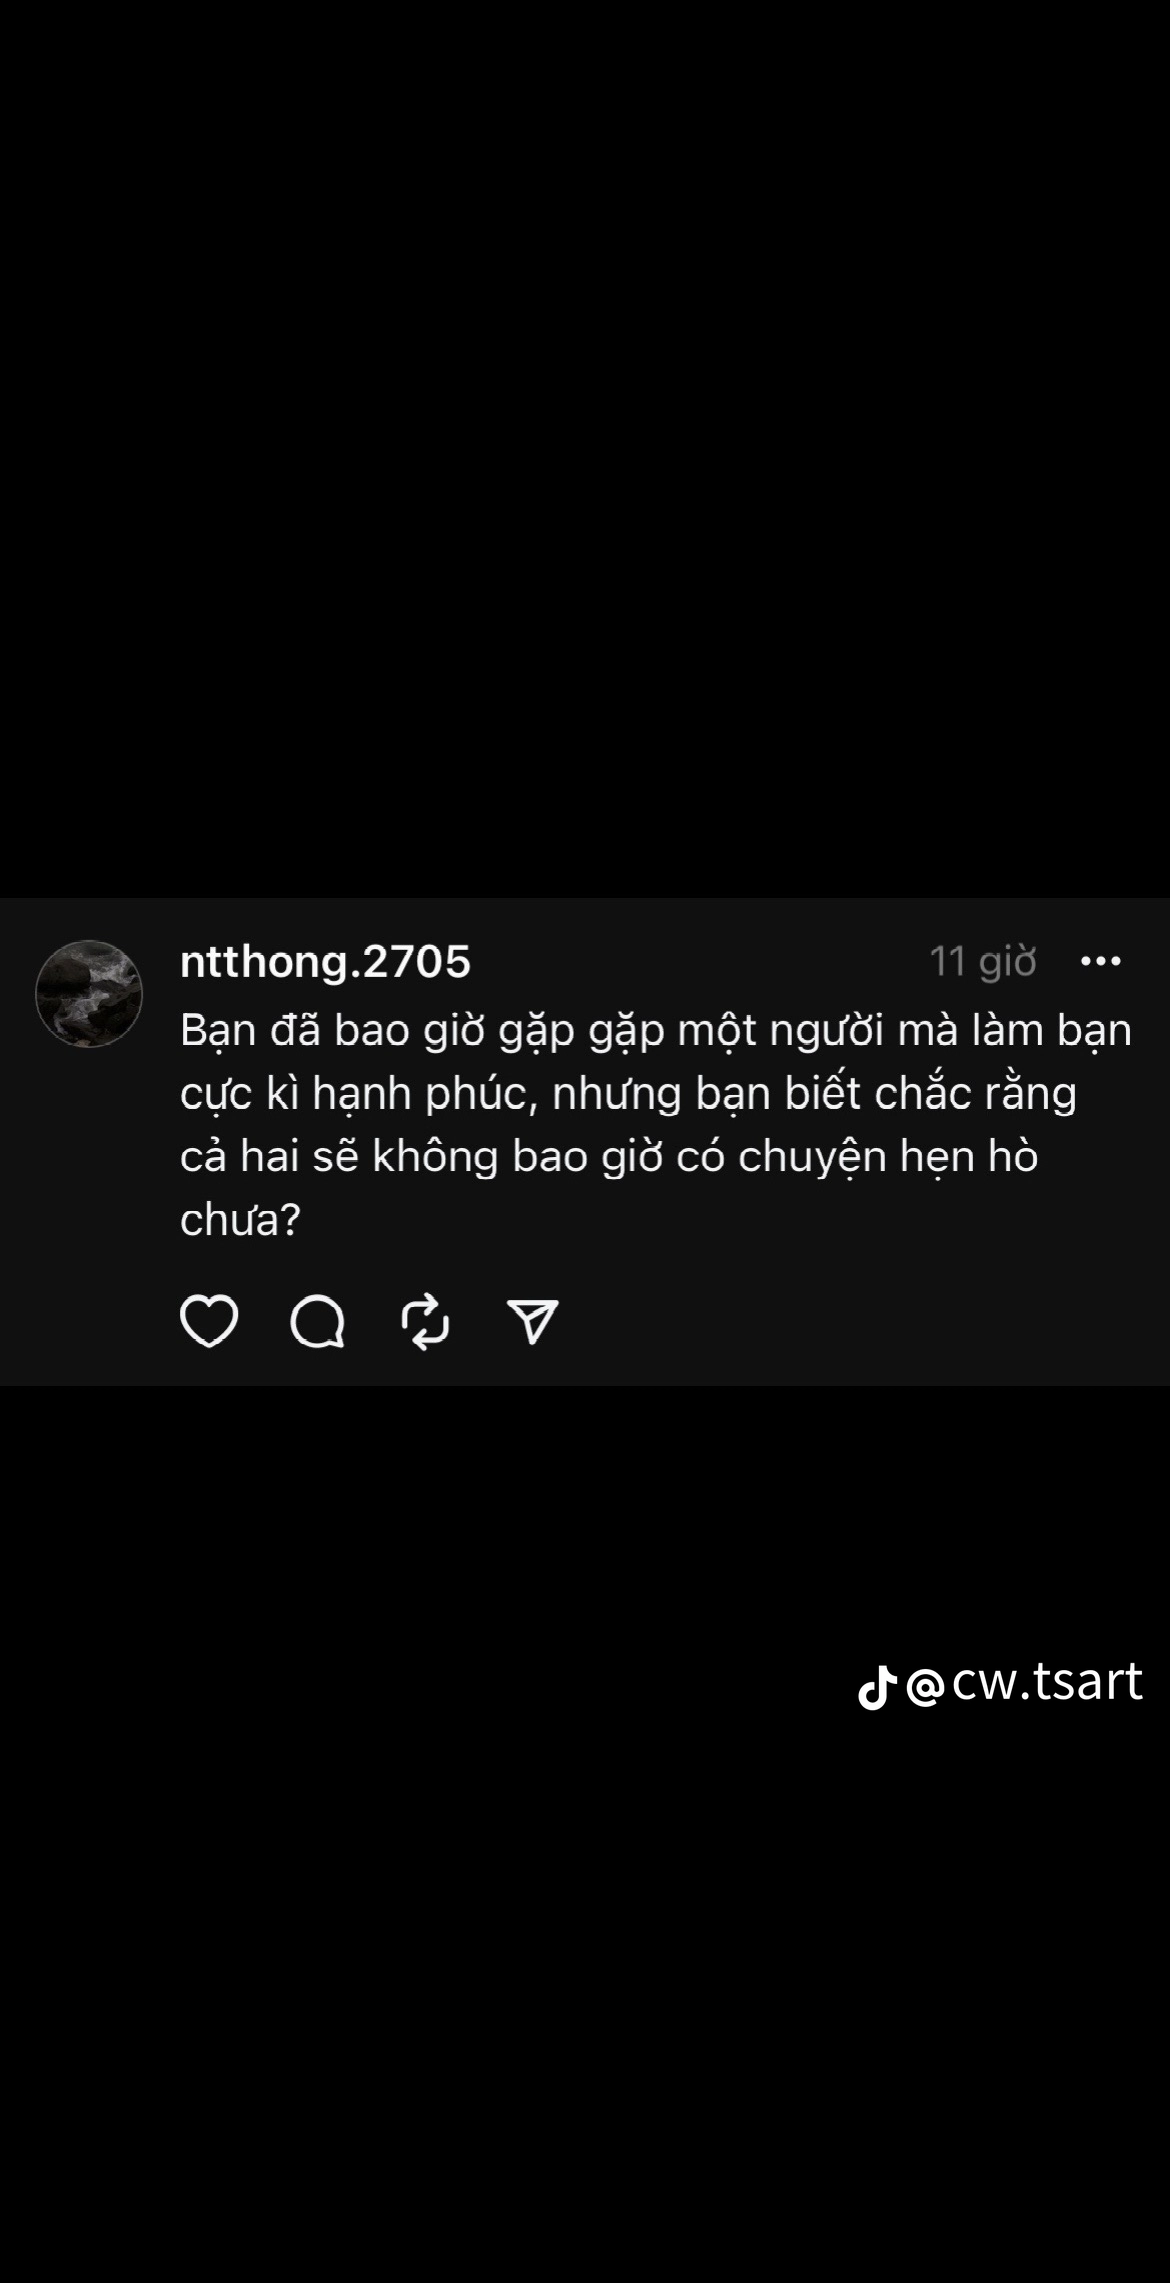 ntthong.2705 11 giờ
Bạn đã bao giờ gặp gặp một người mà làm bạn
cực kì hạnh phúc, nhưng bạn biết chắc rằng
cả hai sẽ không bao giờ có chuyện hẹn hò
chưa?
@cw.tsart